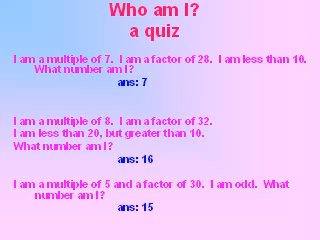 Who am I?
a quiz
I am a multiple of 7.  I am a factor of 28.  I am less than 10.
What number am I?
ans: 7
I am a multiple of 8.  I am a factor of 32.
I am less than 20, but greater than 10.
What number am I?
ans: 16
I am a multiple of 5 and a factor of 30.  I am odd.  What
number am I?
ans: 15